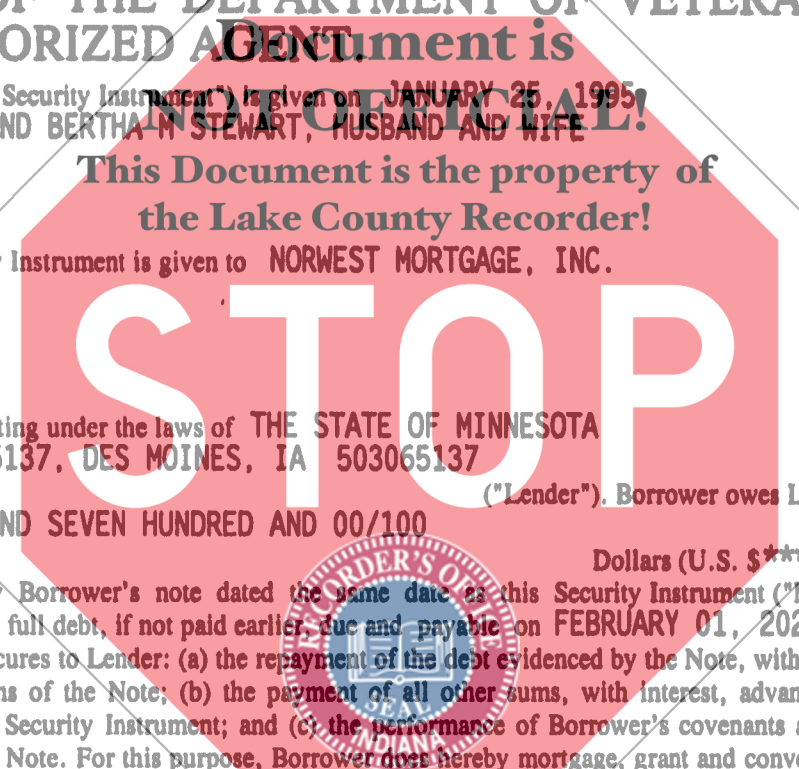 OF THE DEPARTMENT OF VETERA
ORIZED AGENT.
Document is
Security Instrument") is given on JANUARY 25, 1995
NOT OFFICIAL!
ND BERTHA M STEWART, HUSBAND AND WIFE
This Document is the property of
the Lake County Recorder!
Instrument is given to NORWEST MORTGAGE, INC.
STOP
ting under the laws of THE STATE OF MINNESOTA
5137, DES MOINES, IA 503065137
("Lender"). Borrower owes L
ND SEVEN HUNDRED AND 00/100
Dollars (U.S. $***
Borrower's note dated the same date as this Security Instrument ("
full debt, if not paid earlier, due and payable on FEBRUARY 01, 202
cures to Lender: (a) the repayment of the debt evidenced by the Note, with
ns of the Note; (b) the payment of all other sums, with interest, advan
Security Instrument; and (c) the performance of Borrower's covenants a
Note. For this purpose, Borrower does hereby mortgage, grant and conve
RECORDER'S OFFICE
SEAL
INDIANA